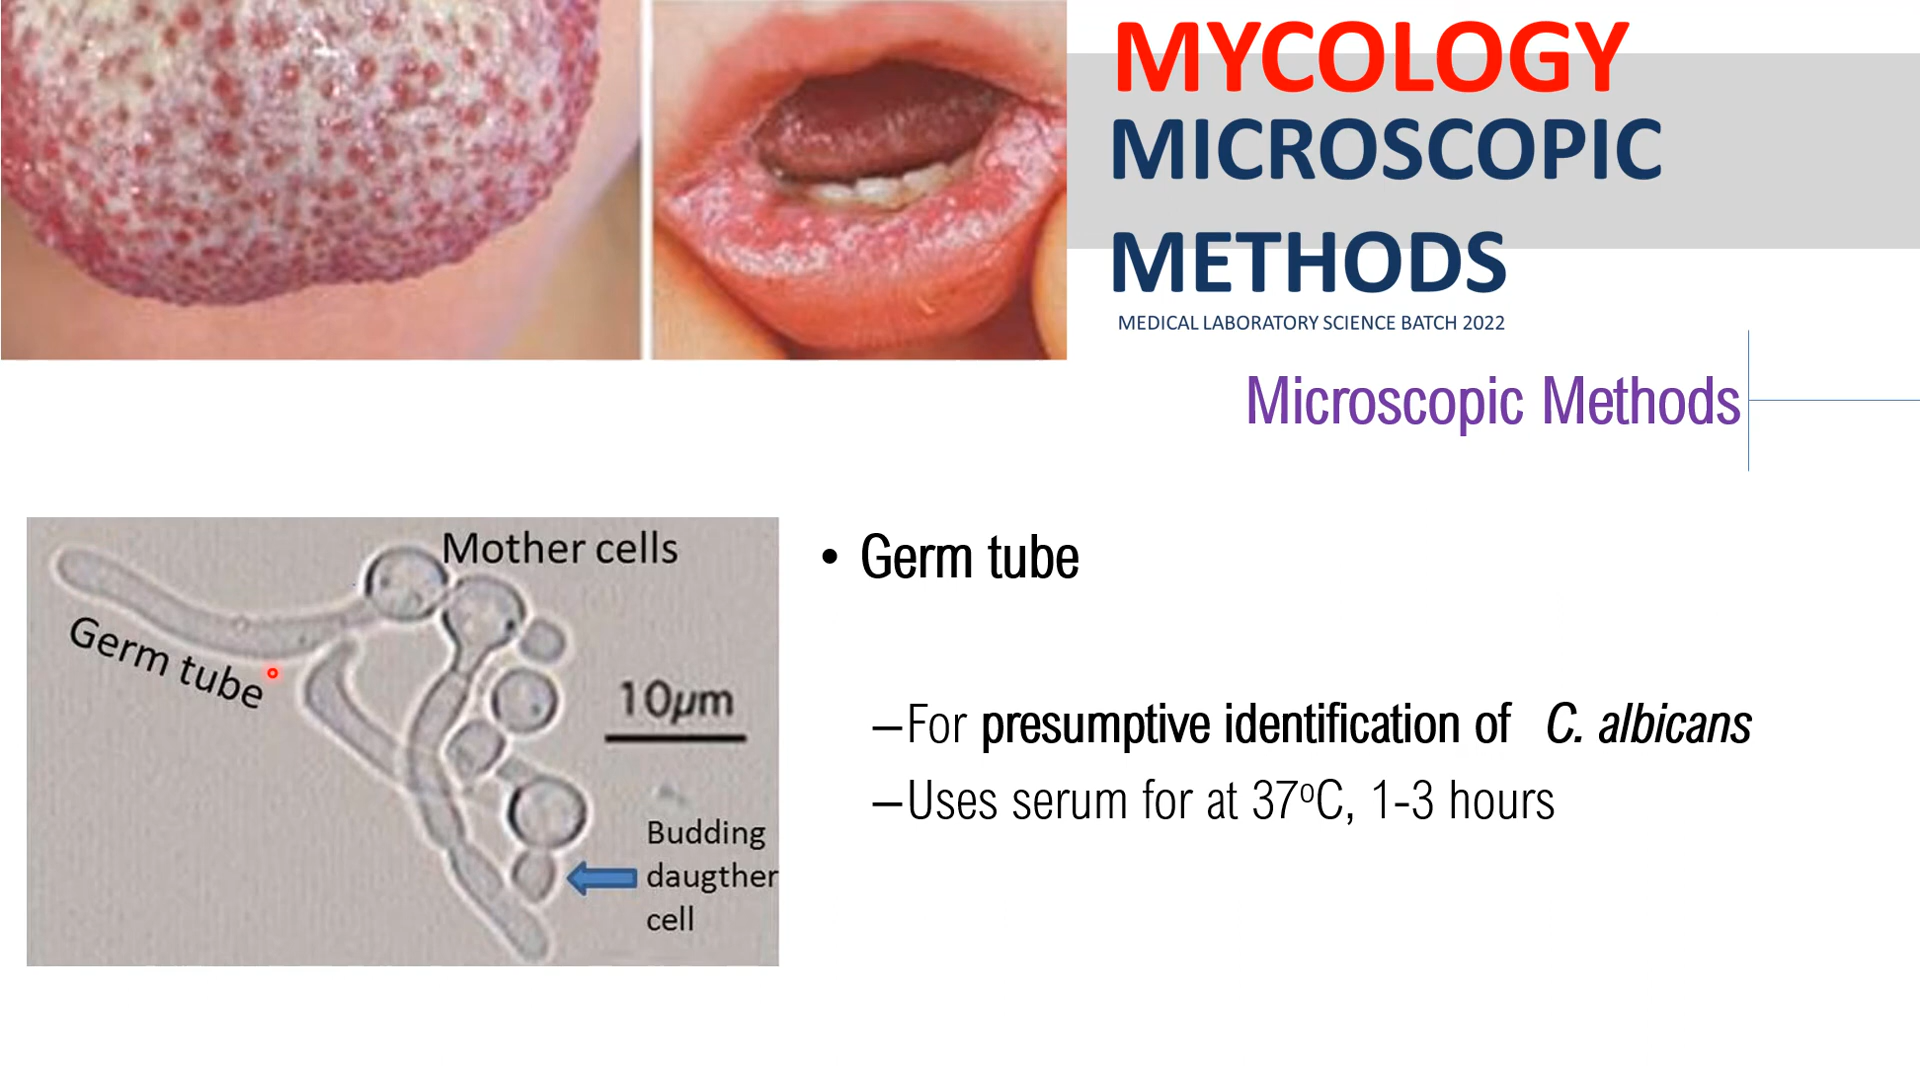 MYCOLOGY
MICROSCOPIC
METHODS
MEDICAL LABORATORY SCIENCE BATCH 2022
Microscopic Methods
Mother cells
Germ tube
10µm
Budding
daugther
cell
• Germ tube
–For presumptive identification of C. albicans
–Uses serum for at 37ºC, 1-3 hours